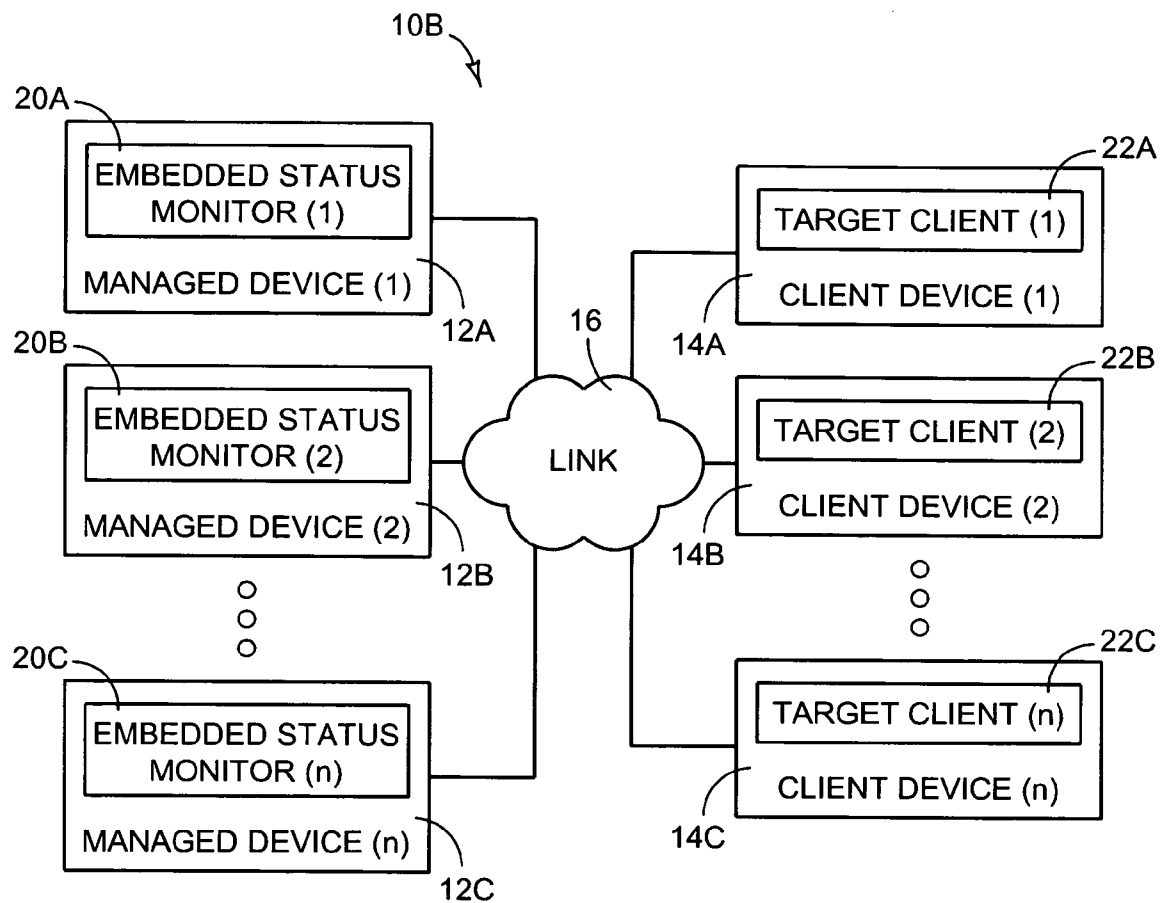 10B
20A
EMBEDDED STATUS
MONITOR (1)
MANAGED DEVICE (1)
12A
20B
EMBEDDED STATUS
MONITOR (2)
MANAGED DEVICE (2)
12B
20C
EMBEDDED STATUS
MONITOR (n)
MANAGED DEVICE (n)
12C
16
LINK
22A
TARGET CLIENT (1)
CLIENT DEVICE (1)
14A
22B
TARGET CLIENT (2)
CLIENT DEVICE (2)
14B
22C
TARGET CLIENT (n)
CLIENT DEVICE (n)
14C